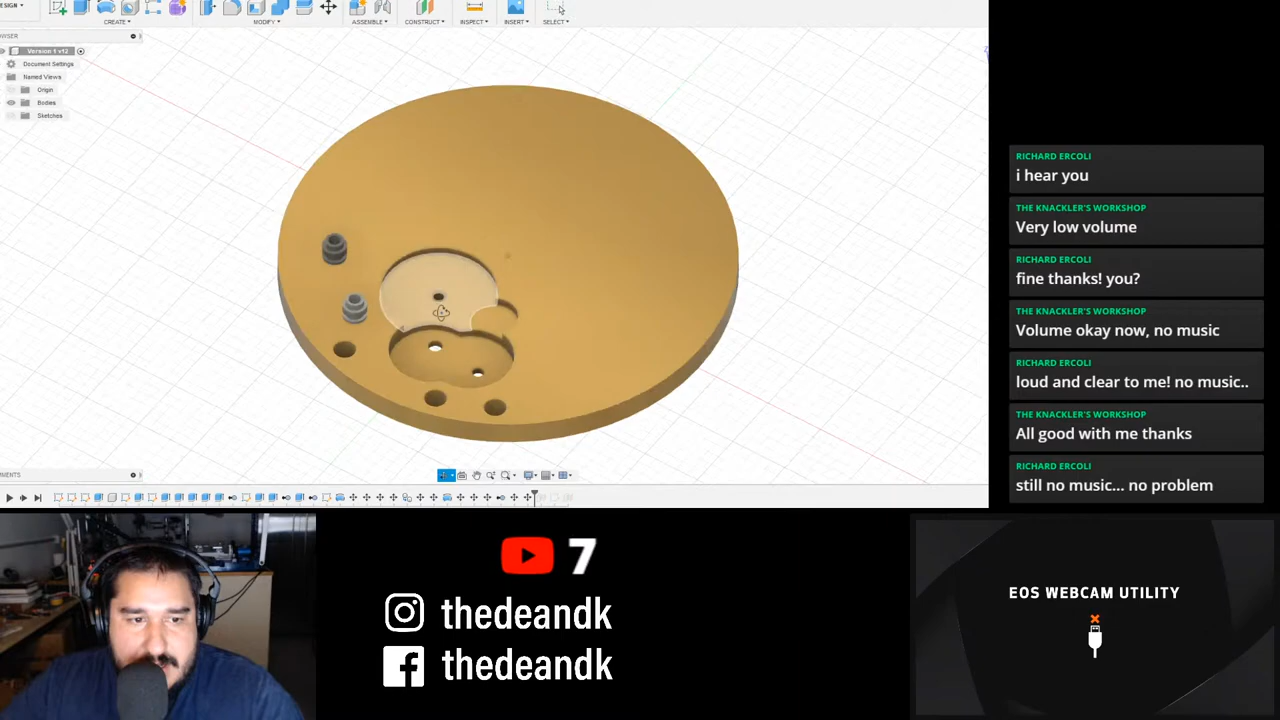 ESIGN
CREATE
MODIFY
ASSEMBLE
CONSTRUCT
INSPECT
INSERT
SELECT
OWSER
Version 1 v12
Document Settings
Named Views
Origin
Bodies
Sketches
OMMENTS
RICHARD ERCOLI
i hear you
THE KNACKLER'S WORKSHOP
Very low volume
RICHARD ERCOLI
fine thanks! you?
THE KNACKLER'S WORKSHOP
Volume okay now, no music
RICHARD ERCOLI
loud and clear to me! no music..
THE KNACKLER'S WORKSHOP
All good with me thanks
RICHARD ERCOLI
still no music... no problem
7
thedeandk
thedeandk
EOS WEBCAM UTILITY